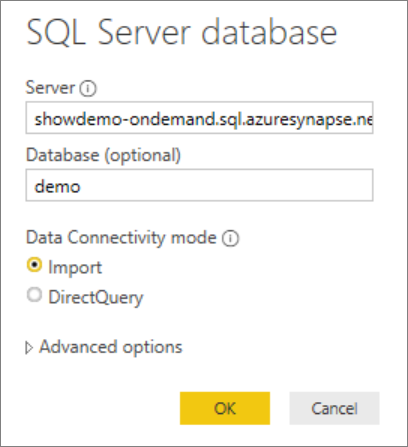 SQL Server database
Server
showdemo-ondemand.sql.azuresynapse.ne
Database (optional)
demo
Data Connectivity mode
Import
DirectQuery
Advanced options
OK
Cancel